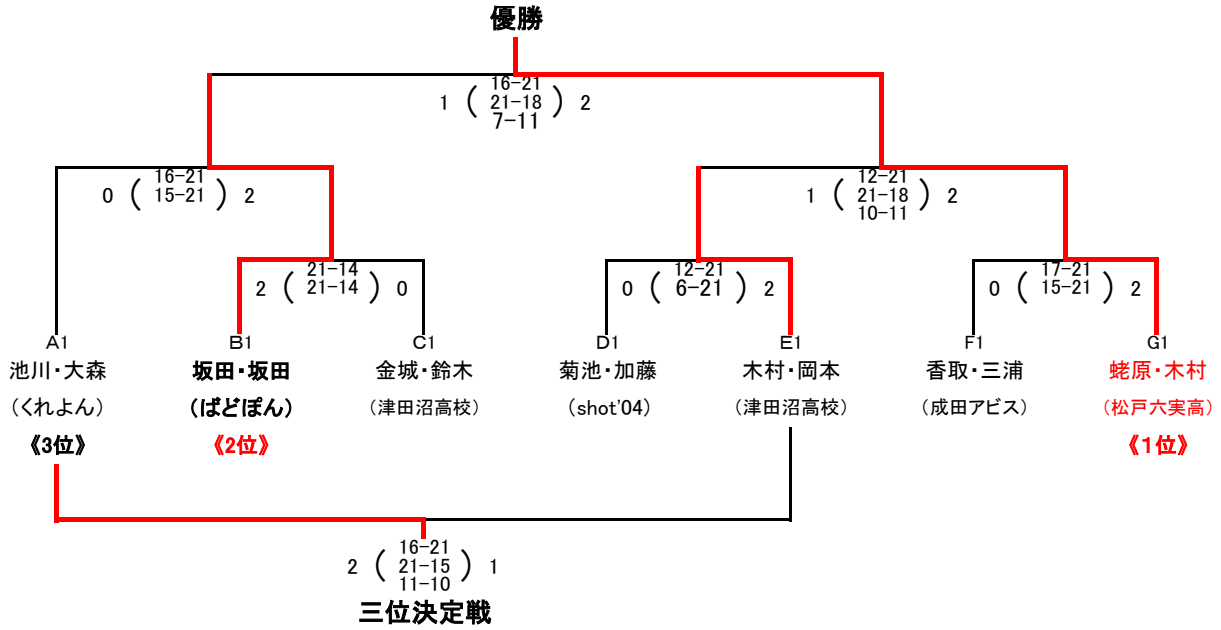 優勝
1 ( 16-21 21-18 7-11 ) 2
0 ( 16-21 15-21 ) 2
1 ( 12-21 21-18 10-11 ) 2
2 ( 21-14 21-14 ) 0
0 ( 12-21 6-21 ) 2
0 ( 17-21 15-21 ) 2
A1 B1 C1 D1 E1 F1 G1
池川・大森 坂田・坂田 金城・鈴木 菊池・加藤 木村・岡本 香取・三浦 蛯原・木村
(くれよん) (ばどぽん) (津田沼高校) (shot'04) (津田沼高校) (成田アビス) (松戸六実高)
《3位》 《2位》 《1位》
2 ( 16-21 21-15 11-10 ) 1
三位決定戦